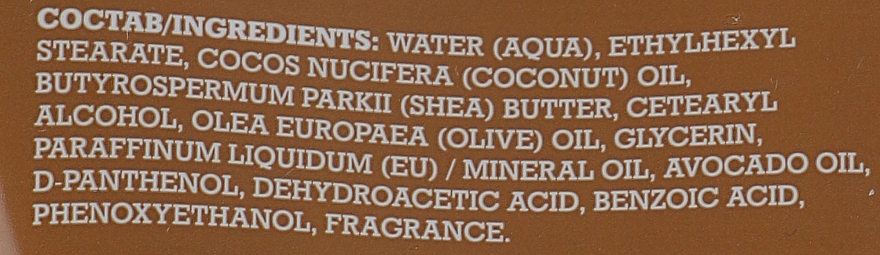 СОСТАВ/INGREDIENTS: WATER (AQUA), ETHYLHEXYL
STEARATE, COCOS NUCIFERA (COCONUT) OIL,
BUTYROSPERMUM PARKII (SHEA) BUTTER, CETEARYL
ALCOHOL, OLEA EUROPAEA (OLIVE) OIL, GLYCERIN,
PARAFFINUM LIQUIDUM (EU) / MINERAL OIL, AVOCADO OIL,
D-PANTHENOL, DEHYDROACETIC ACID, BENZOIC ACID,
PHENOXYETHANOL, FRAGRANCE.